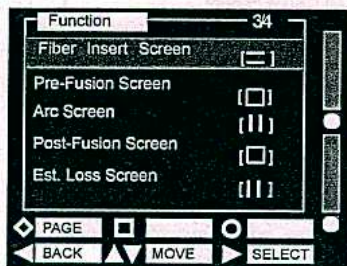 Function 3/4
Fiber Insert Screen
Pre-Fusion Screen
Arc Screen
Post-Fusion Screen
Est. Loss Screen
PAGE
BACK MOVE SELECT